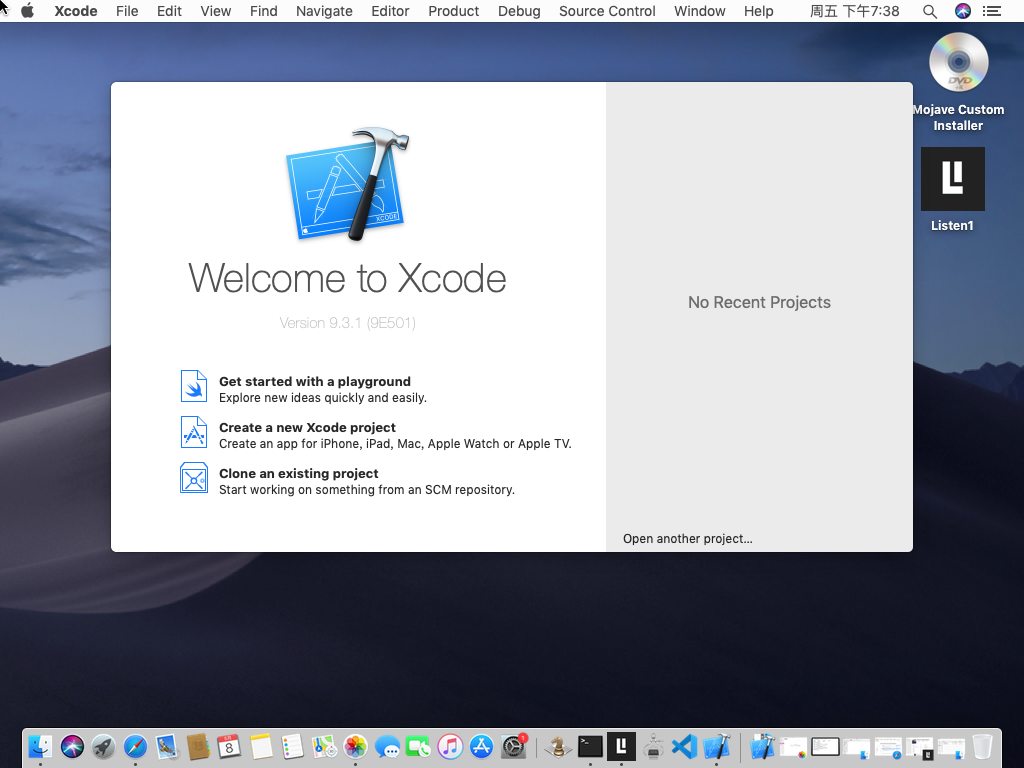 Xcode File Edit View Find Navigate Editor Product Debug Source Control Window Help 周五 下午7:38
DVD
Mojave Custom
Installer
Listen1
XCODE
Welcome to Xcode
Version 9.3.1 (9E501)
No Recent Projects
Get started with a playground
Explore new ideas quickly and easily.
Create a new Xcode project
Create an app for iPhone, iPad, Mac, Apple Watch or Apple TV.
Clone an existing project
Start working on something from an SCM repository.
Open another project...
8
1